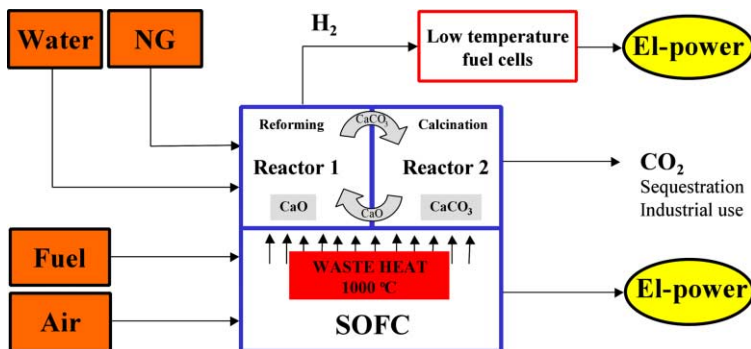 Water
NG
H₂
Low temperature
fuel cells
El-power
Reforming
CaCO₃
Calcination
Reactor 1
Reactor 2
CaO
CaO
CaCO₃
CO₂
Sequestration
Industrial use
Fuel
Air
WASTE HEAT
1000 °C
SOFC
El-power